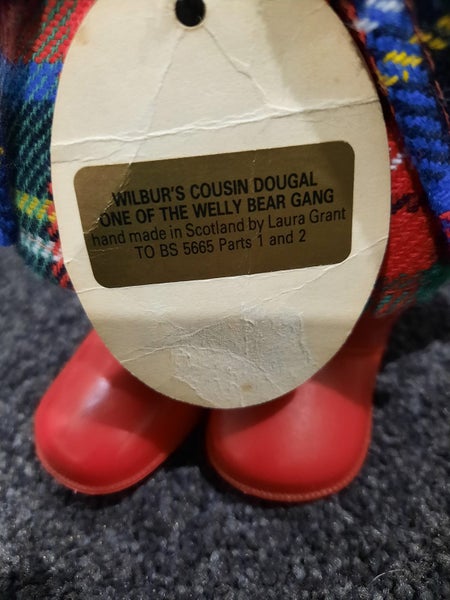 WILBUR'S COUSIN DOUGAL
ONE OF THE WELLY BEAR GANG
hand made in Scotland by Laura Grant
TO BS 5665 Parts 1 and 2